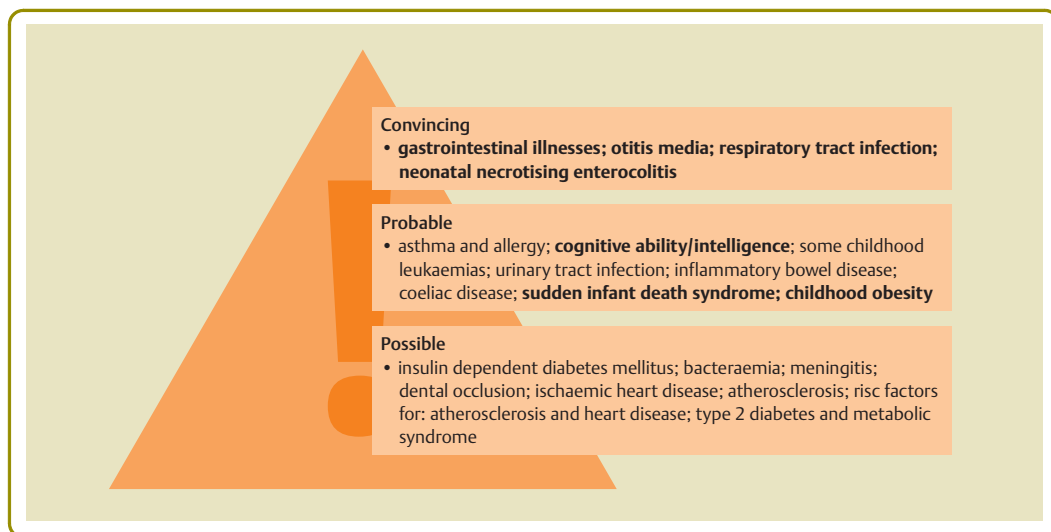 Convincing
• gastrointestinal illnesses; otitis media; respiratory tract infection;
neonatal necrotising enterocolitis
Probable
• asthma and allergy; cognitive ability/intelligence; some childhood
leukaemias; urinary tract infection; inflammatory bowel disease;
coeliac disease; sudden infant death syndrome; childhood obesity
Possible
• insulin dependent diabetes mellitus; bacteraemia; meningitis;
dental occlusion; ischaemic heart disease; atherosclerosis; risc factors
for: atherosclerosis and heart disease; type 2 diabetes and metabolic
syndrome